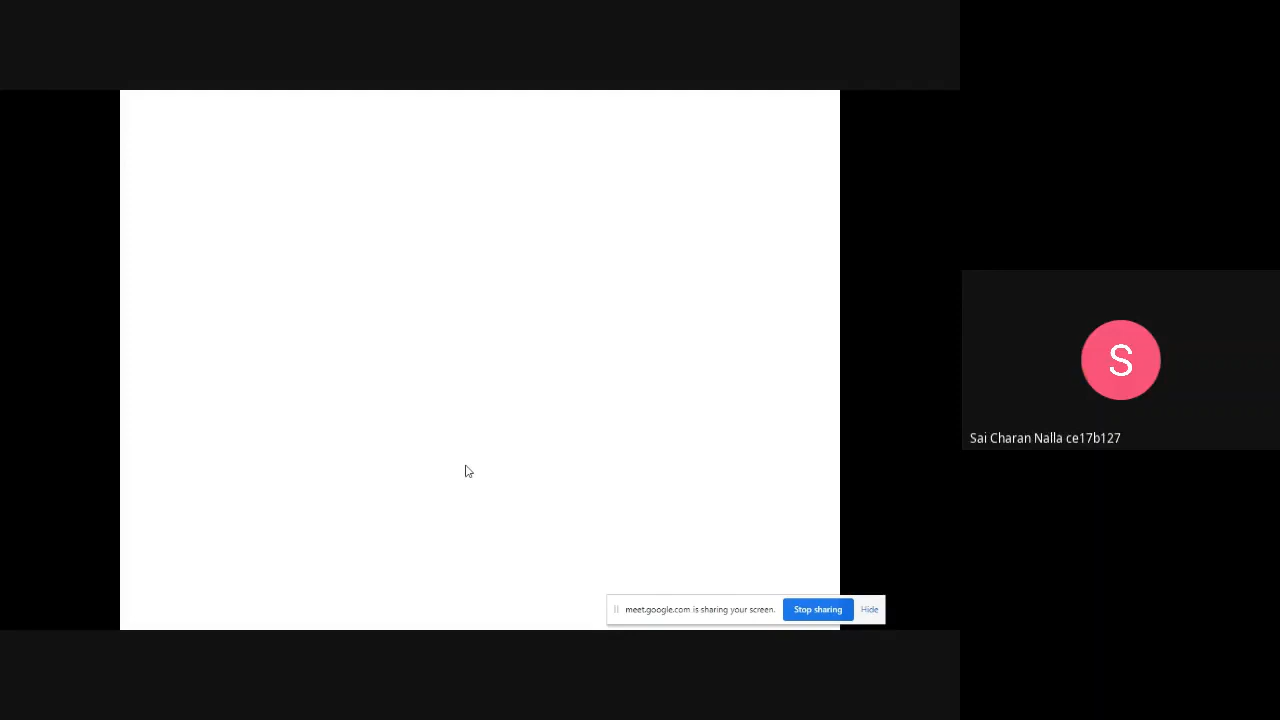 S
Sai Charan Nalla ce17b127
meet.google.com is sharing your screen. Stop sharing Hide